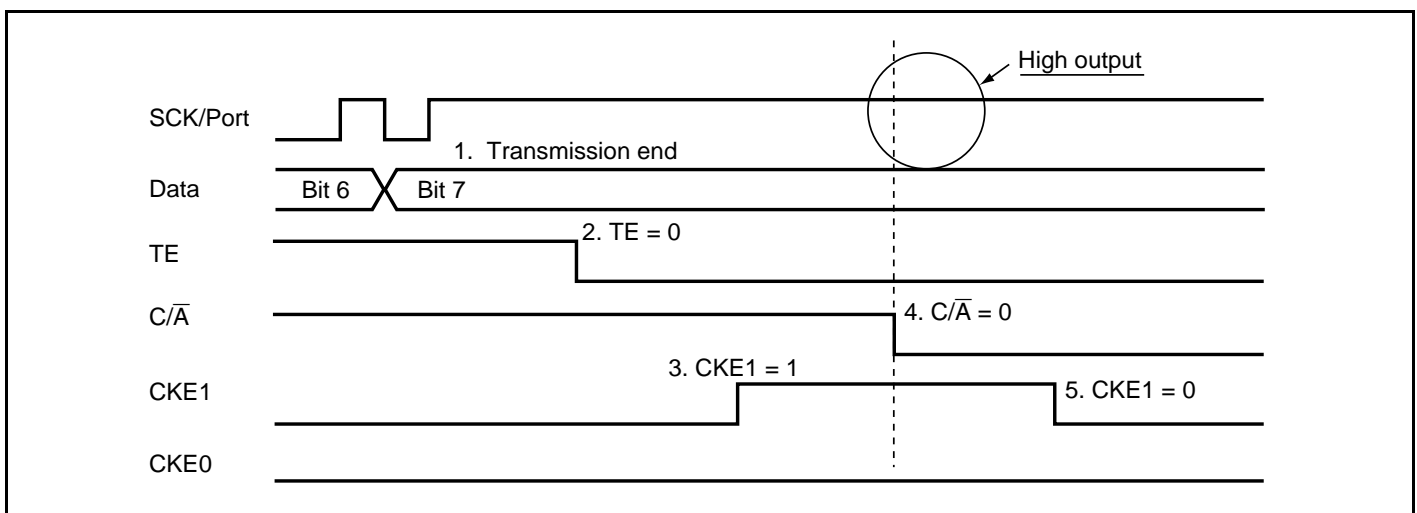 High output
SCK/Port
1. Transmission end
Data
Bit 6
Bit 7
2. TE = 0
TE
C/A̅
4. C/A̅ = 0
3. CKE1 = 1
CKE1
5. CKE1 = 0
CKE0